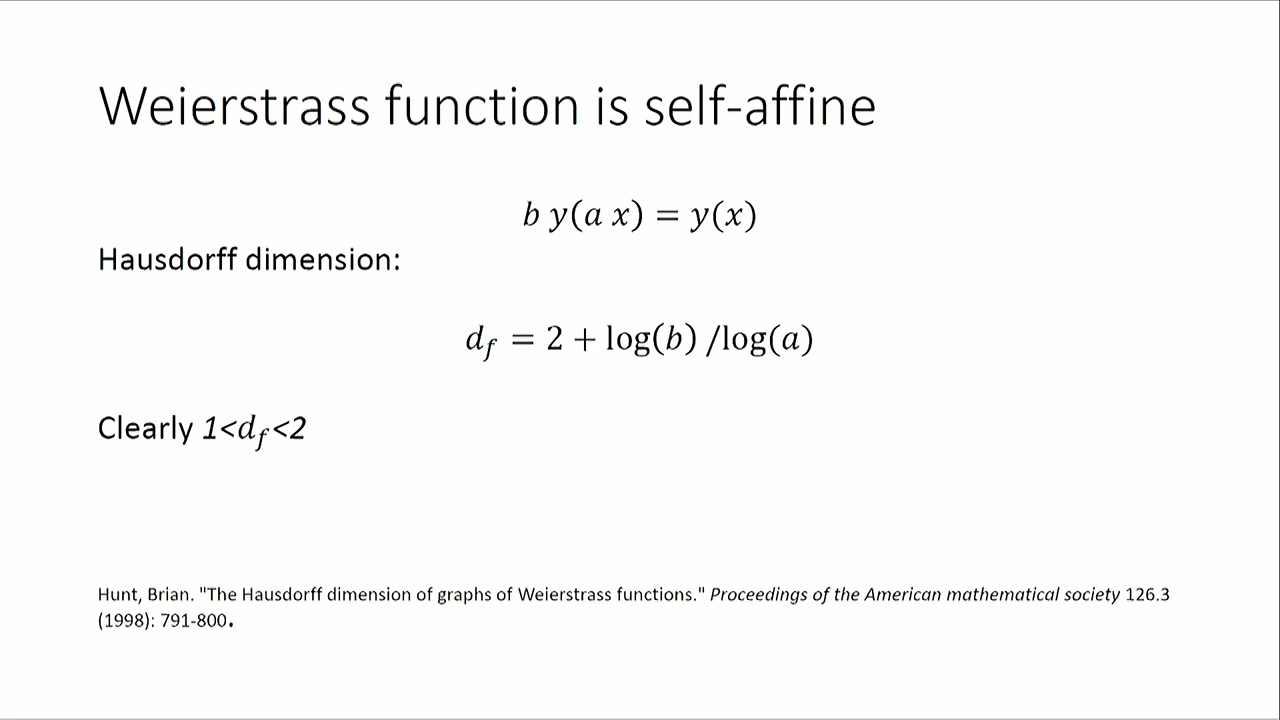 Weierstrass function is self-affine
b y(a x) = y(x)
Hausdorff dimension:
d_f = 2 + log(b) /log(a)
Clearly 1<d_f<2
Hunt, Brian. "The Hausdorff dimension of graphs of Weierstrass functions." Proceedings of the American mathematical society 126.3
(1998): 791-800.